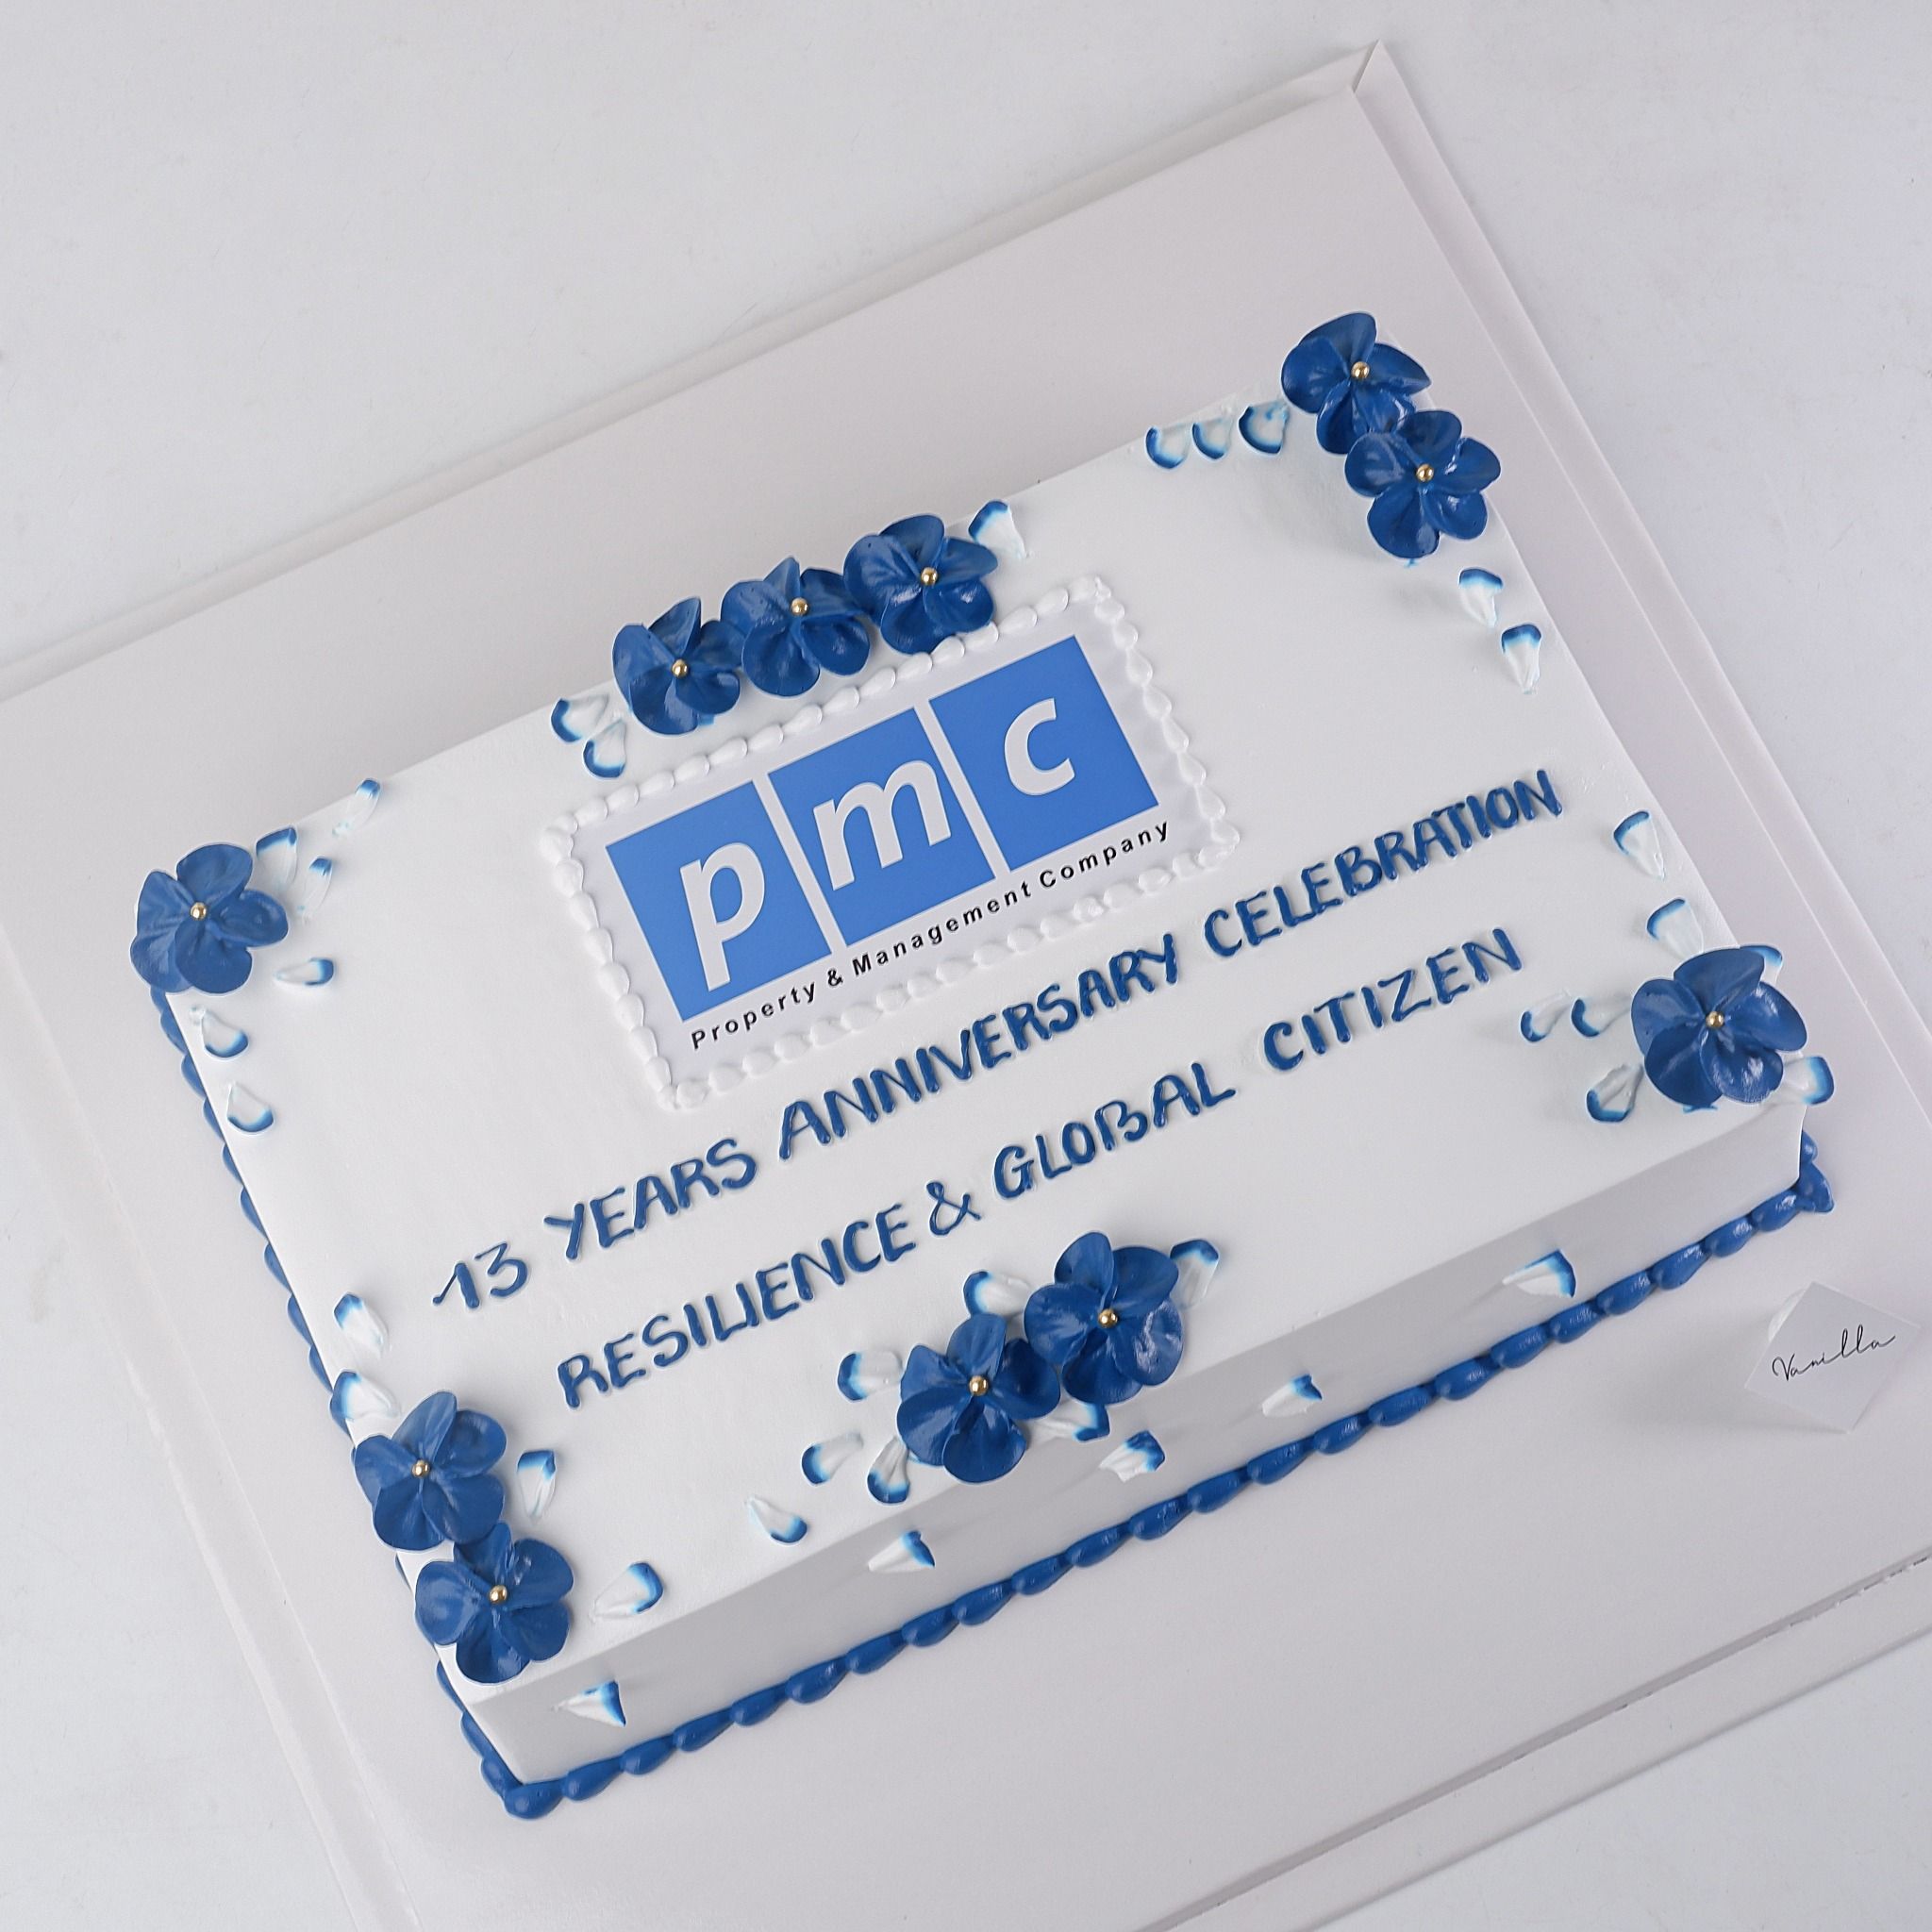 pmc
Property & Management Company
13 YEARS ANNIVERSARY CELEBRATION
RESILIENCE & GLOBAL CITIZEN
Vanilla